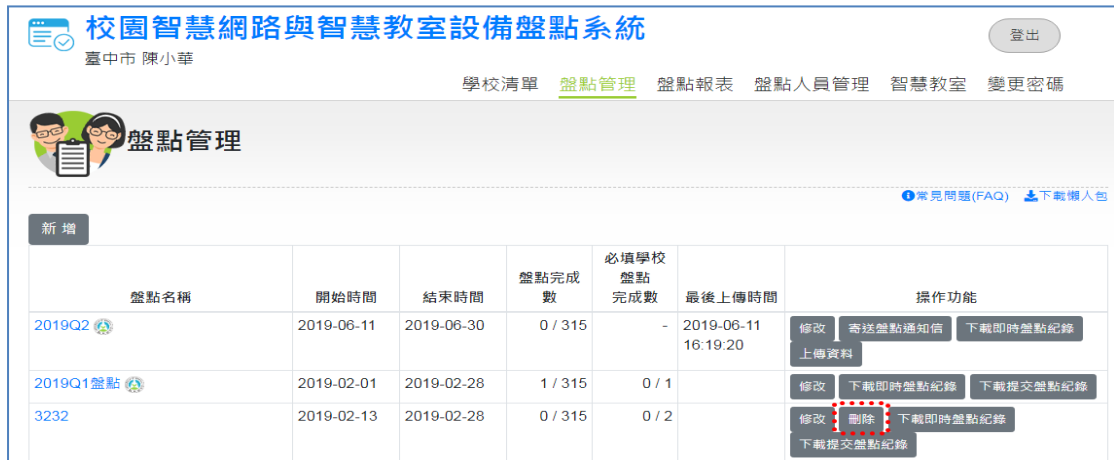 校園智慧網路與智慧教室設備盤點系統
登出
臺中市 陳小華
學校清單 盤點管理 盤點報表 盤點人員管理 智慧教室 變更密碼
盤點管理
常見問題(FAQ) 下載懶人包
新增
盤點名稱 開始時間 結束時間 盤點完成數 必填學校盤點完成數 最後上傳時間 操作功能
2019Q2 2019-06-11 2019-06-30 0 / 315 - 2019-06-11 16:19:20 修改 寄送盤點通知信 下載即時盤點紀錄
上傳資料
2019Q1盤點 2019-02-01 2019-02-28 1 / 315 0 / 1 修改 下載即時盤點紀錄 下載提交盤點紀錄
3232 2019-02-13 2019-02-28 0 / 315 0 / 2 修改 刪除 下載即時盤點紀錄
下載提交盤點紀錄